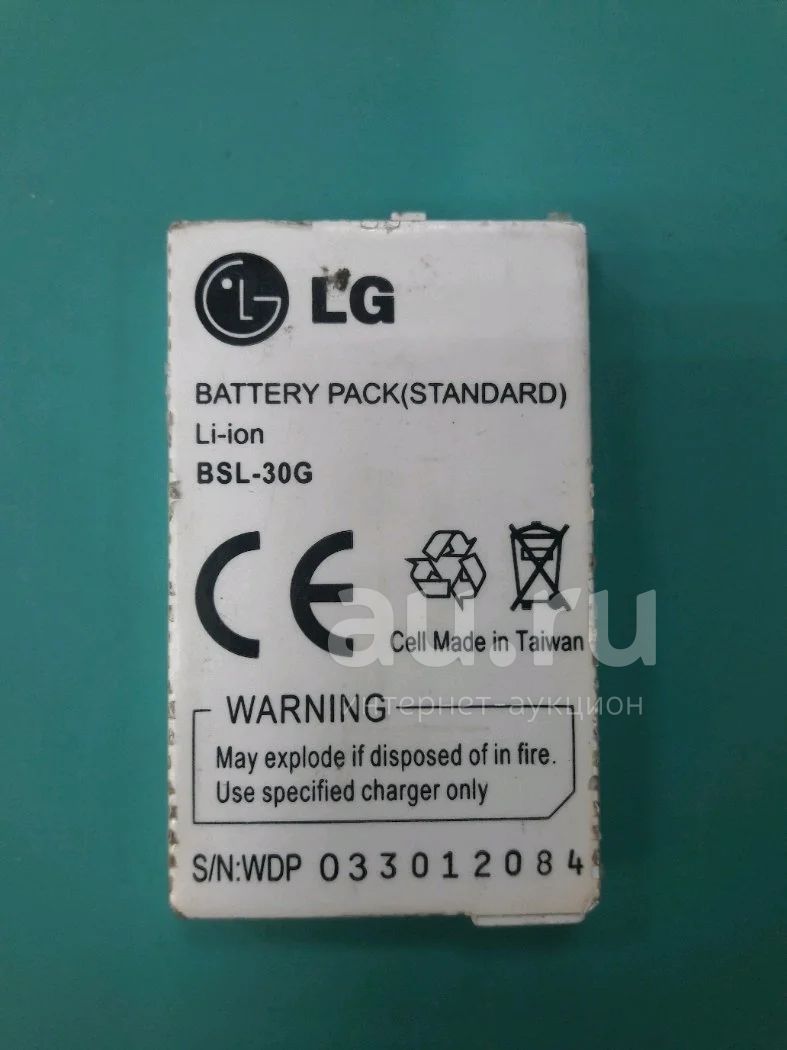 LG
BATTERY PACK(STANDARD)
Li-ion
BSL-30G
CE
Cell Made in Taiwan
au.ru
интернет-аукцион
WARNING
May explode if disposed of in fire.
Use specified charger only
S/N:WDP 033012084